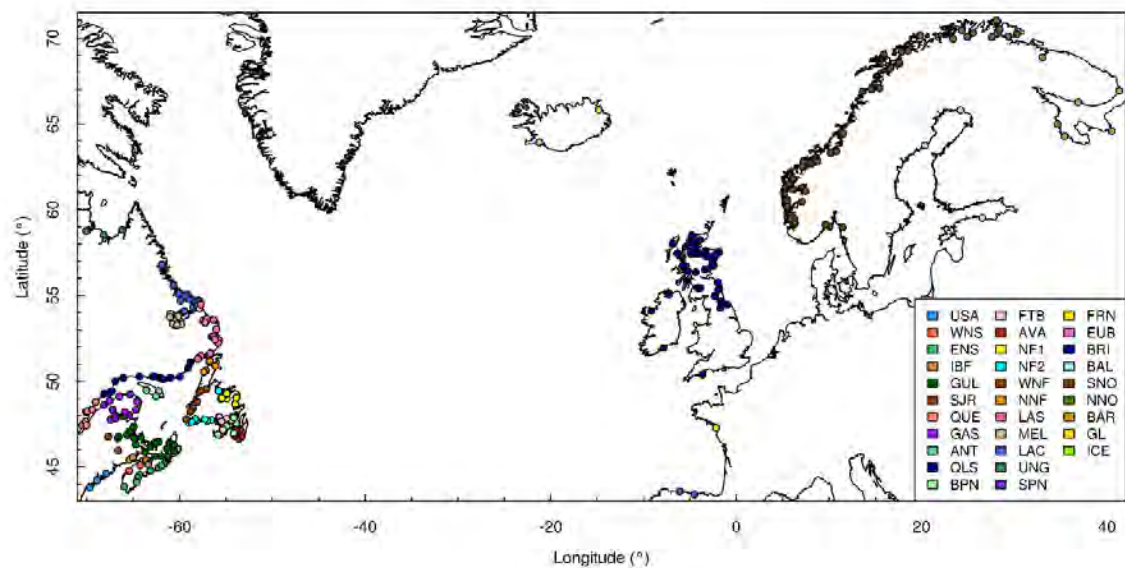 70
65
60
55
50
45
Latitude (°)
-60
-40
-20
0
20
40
Longitude (°)
USA FTB FRN
WNS AVA EUB
ENS NF1 BRI
IBF NF2 BAL
GUL WNF SNO
SJR NNF NNO
QUE LAS BAR
GAS MEL GL
ANT LAC ICE
QLS UNG
BPN SPN